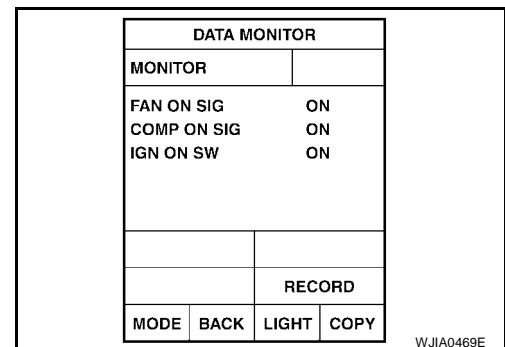 DATA MONITOR
MONITOR
FAN ON SIG ON
COMP ON SIG ON
IGN ON SW ON
RECORD
MODE BACK LIGHT COPY
WJIA0469E